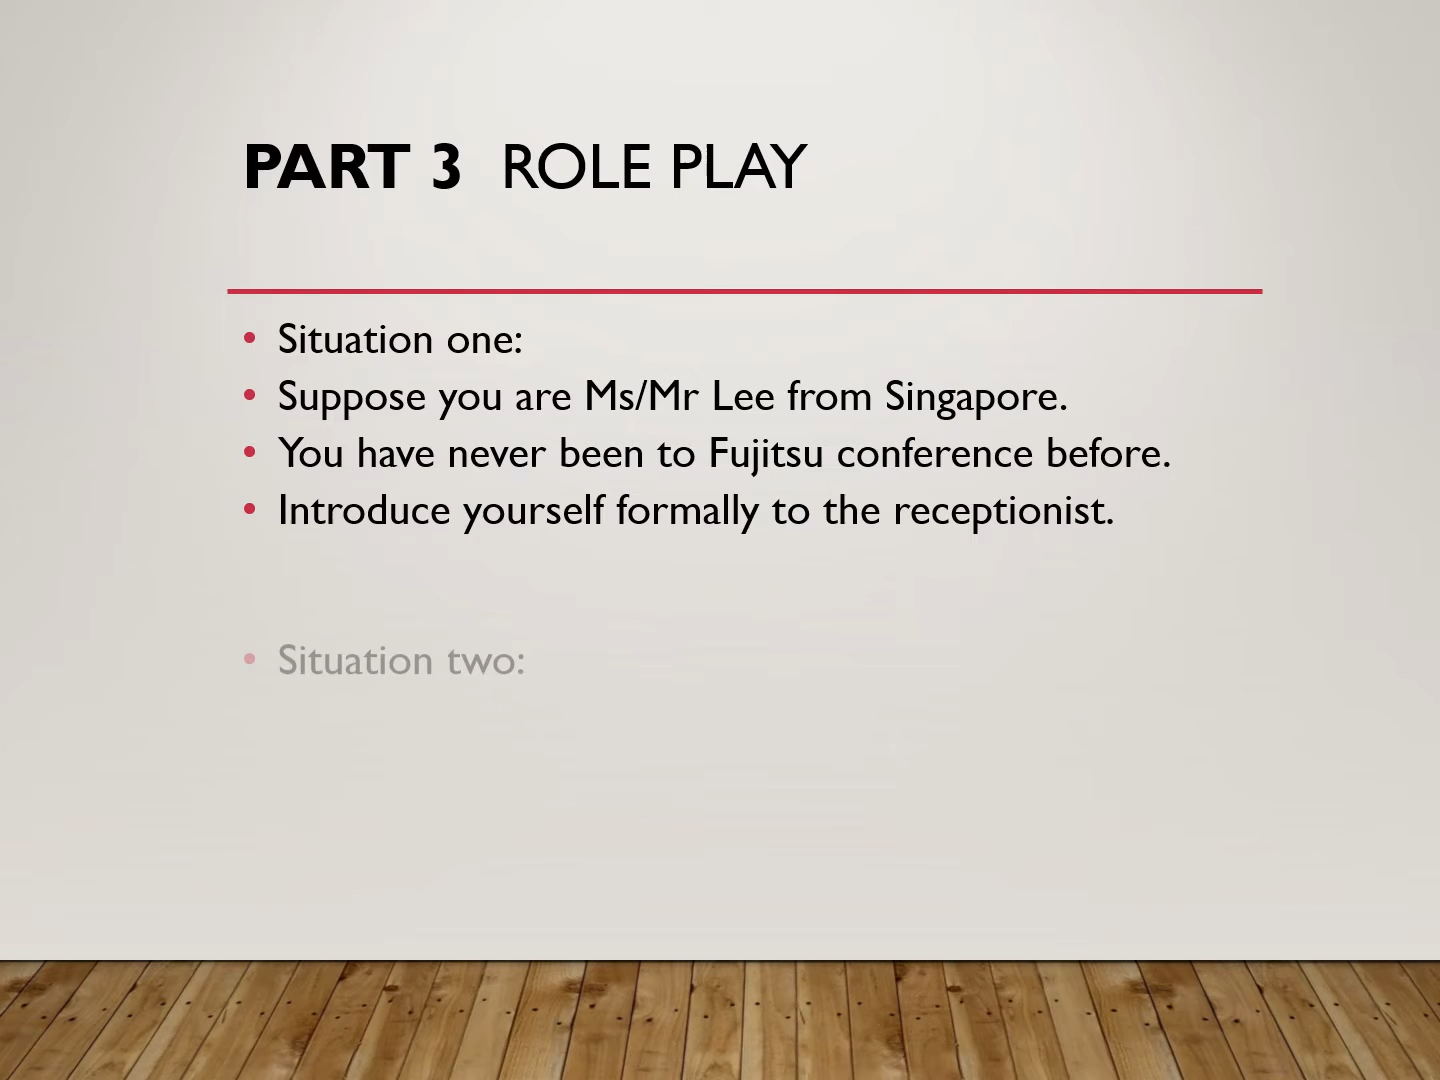 PART 3 ROLE PLAY
• Situation one:
• Suppose you are Ms/Mr Lee from Singapore.
• You have never been to Fujitsu conference before.
• Introduce yourself formally to the receptionist.
• Situation two: